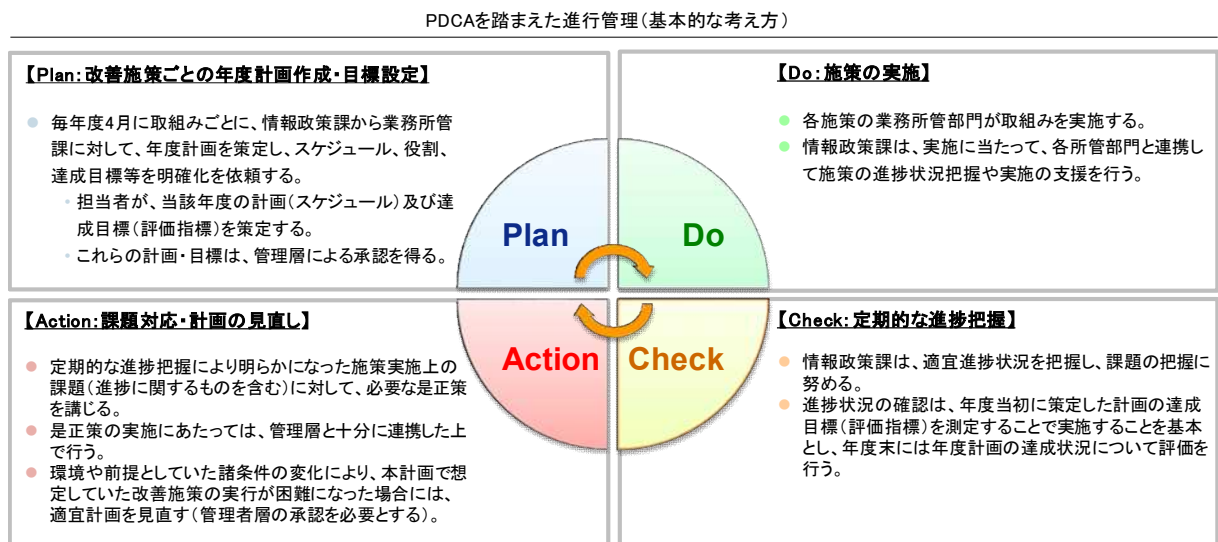 PDCAを踏まえた進行管理(基本的な考え方)
【Plan:改善施策ごとの年度計画作成・目標設定】
● 毎年度4月に取組みごとに、情報政策課から業務所管
課に対して、年度計画を策定し、スケジュール、役割、
達成目標等を明確化を依頼する。
・担当者が、当該年度の計画(スケジュール)及び達
成目標(評価指標)を策定する。
・これらの計画・目標は、管理層による承認を得る。
【Do:施策の実施】
● 各施策の業務所管部門が取組みを実施する。
● 情報政策課は、実施に当たって、各所管部門と連携し
て施策の進捗状況把握や実施の支援を行う。
Plan
Do
Action
Check
【Action:課題対応・計画の見直し】
● 定期的な進捗把握により明らかになった施策実施上の
課題(進捗に関するものを含む)に対して、必要な是正策
を講じる。
● 是正策の実施にあたっては、管理層と十分に連携した上
で行う。
● 環境や前提としていた諸条件の変化により、本計画で想
定していた改善施策の実行が困難になった場合には、
適宜計画を見直す(管理者層の承認を必要とする)。
【Check:定期的な進捗把握】
● 情報政策課は、適宜進捗状況を把握し、課題の把握に
努める。
● 進捗状況の確認は、年度当初に策定した計画の達成
目標(評価指標)を測定することで実施することを基本
とし、年度末には年度計画の達成状況について評価を
行う。